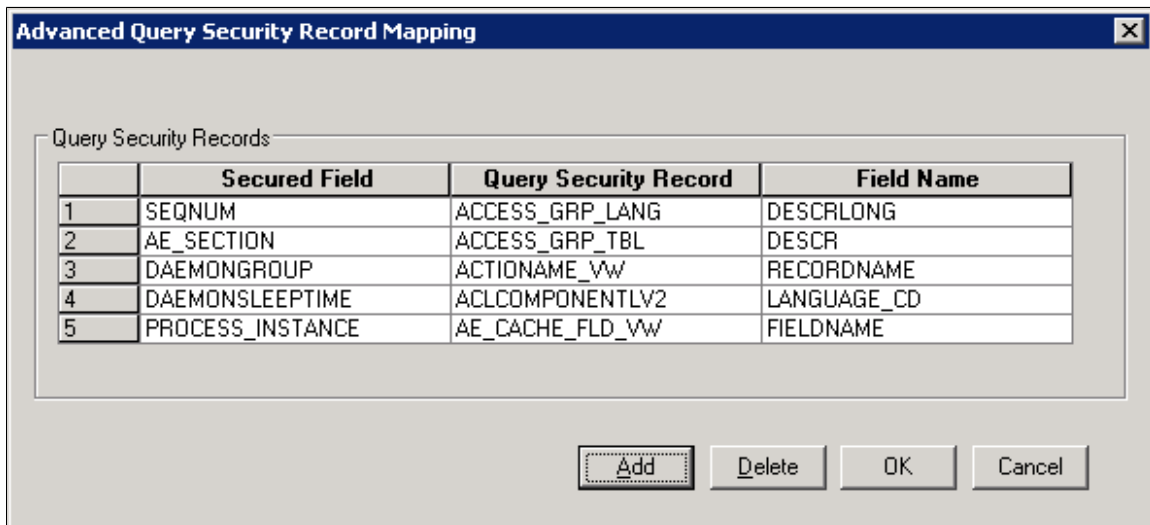 Advanced Query Security Record Mapping
Query Security Records
Secured Field Query Security Record Field Name
1 SEQNUM ACCESS_GRP_LANG DESCRLONG
2 AE_SECTION ACCESS_GRP_TBL DESCR
3 DAEMONGROUP ACTIONAME_VW RECORDNAME
4 DAEMONSLEEPTIME ACLCOMPONENTLV2 LANGUAGE_CD
5 PROCESS_INSTANCE AE_CACHE_FLD_VW FIELDNAME
Add Delete OK Cancel